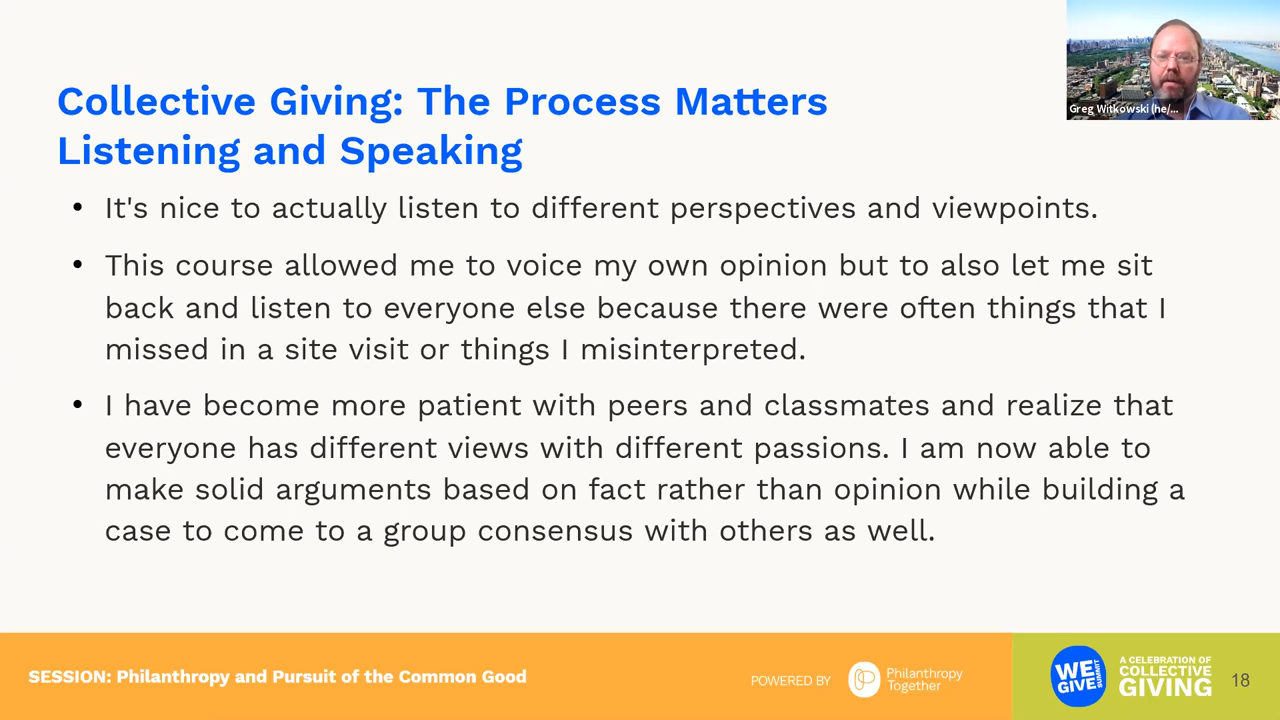 Greg Witkowski (he/...
Collective Giving: The Process Matters
Listening and Speaking
• It's nice to actually listen to different perspectives and viewpoints.
• This course allowed me to voice my own opinion but to also let me sit
back and listen to everyone else because there were often things that I
missed in a site visit or things I misinterpreted.
• I have become more patient with peers and classmates and realize that
everyone has different views with different passions. I am now able to
make solid arguments based on fact rather than opinion while building a
case to come to a group consensus with others as well.
SESSION: Philanthropy and Pursuit of the Common Good
POWERED BY
Philanthropy
Together
WE
GIVE
SUMMIT
A CELEBRATION OF
COLLECTIVE
GIVING
18